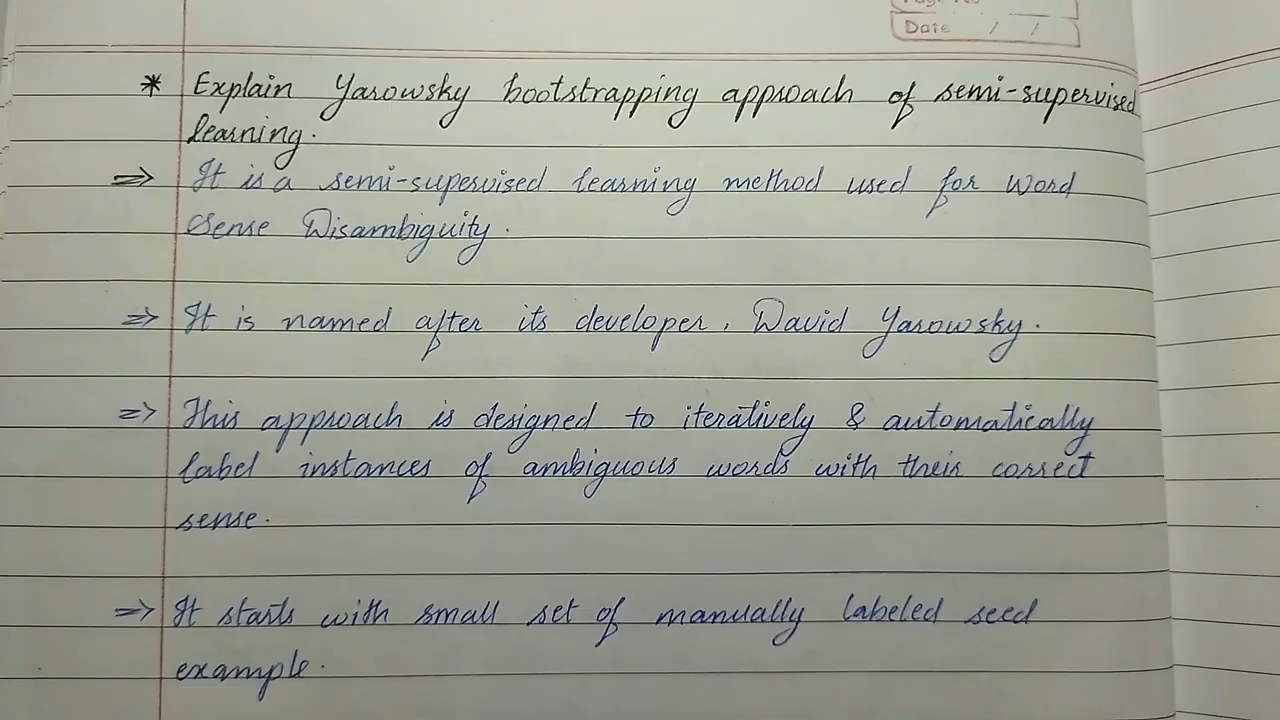 Date / /
* Explain Yarowsky bootstrapping approach of semi-supervised
learning.
⇒ It is a semi-supervised learning method used for Word
Sense Disambiguity.
⇒ It is named after its developer, David Yarowsky.
⇒ This approach is designed to iteratively & automatically
label instances of ambiguous words with their correct
sense.
⇒ It starts with small set of manually labeled seed
example.